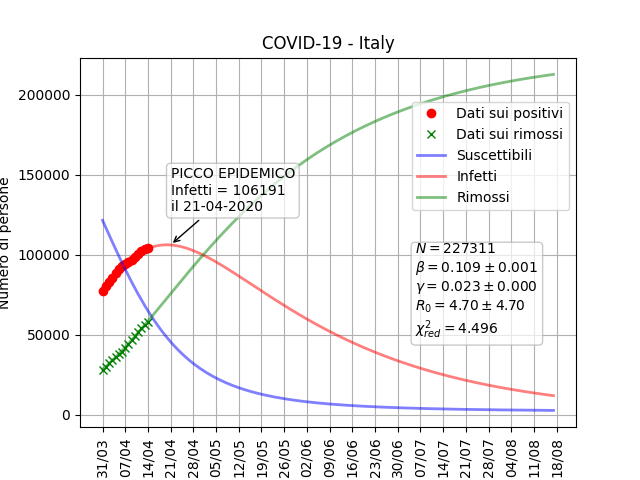 COVID-19 - Italy
Numero di persone
200000
150000
100000
50000
0
PICCO EPIDEMICO
Infetti = 106191
il 21-04-2020
Dati sui positivi
Dati sui rimossi
Suscettibili
Infetti
Rimossi
N = 227311
β = 0.109 ± 0.001
γ = 0.023 ± 0.000
R₀ = 4.70 ± 4.70
χ²red = 4.496
31/03
07/04
14/04
21/04
28/04
05/05
12/05
19/05
26/05
02/06
09/06
16/06
23/06
30/06
07/07
14/07
21/07
28/07
04/08
11/08
18/08